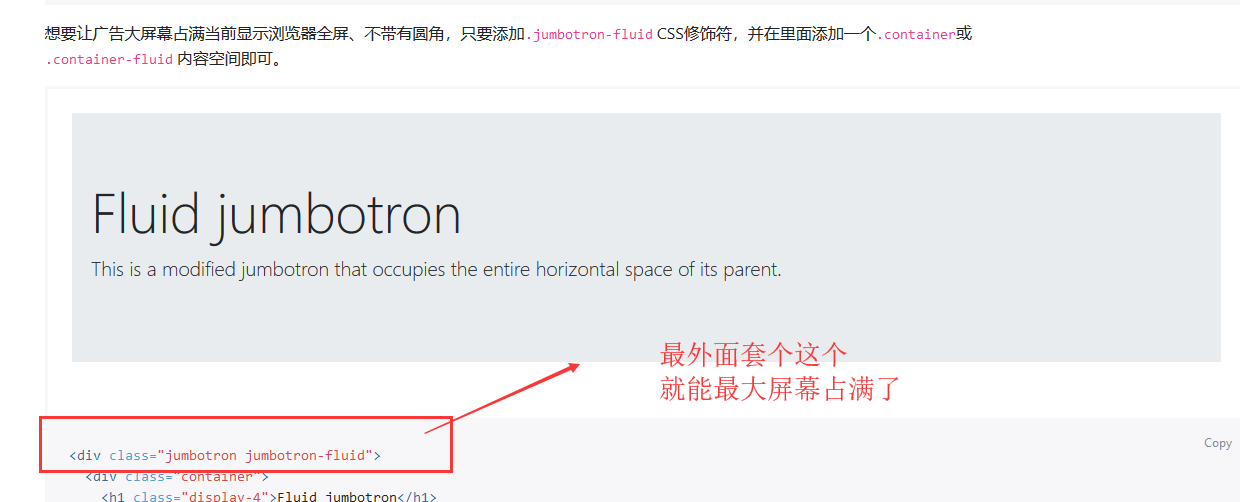 想要让广告大屏幕占满当前显示浏览器全屏、不带有圆角，只要添加.jumbotron-fluid CSS修饰符，并在里面添加一个.container或
.container-fluid 内容空间即可。
Fluid jumbotron
This is a modified jumbotron that occupies the entire horizontal space of its parent.
最外面套个这个
就能最大屏幕占满了
Copy
<div class="jumbotron jumbotron-fluid">
<div class="container">
<h1 class="display-4">Fluid jumbotron</h1>